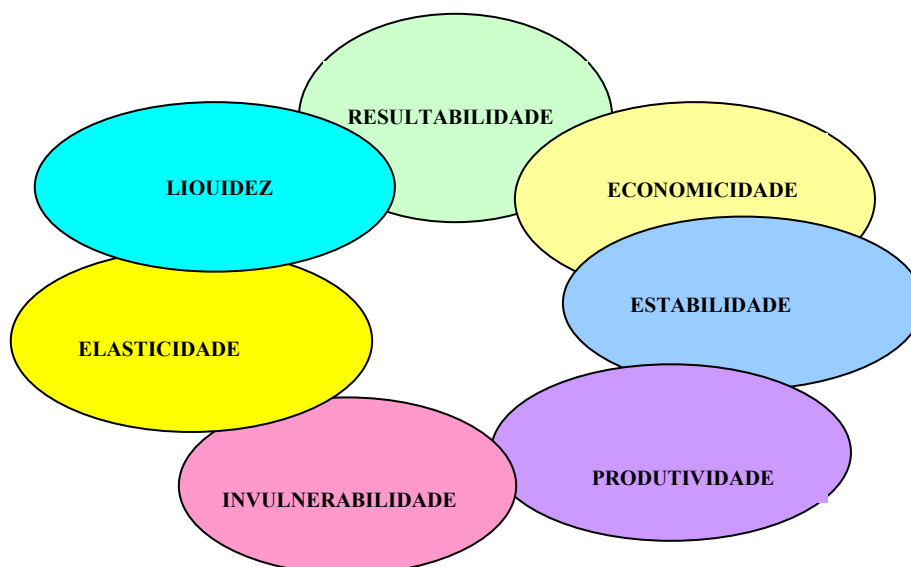 RESULTABILIDADE
LIOUIDEZ
ECONOMICIDADE
ESTABILIDADE
ELASTICIDADE
PRODUTIVIDADE
INVULNERABILIDADE